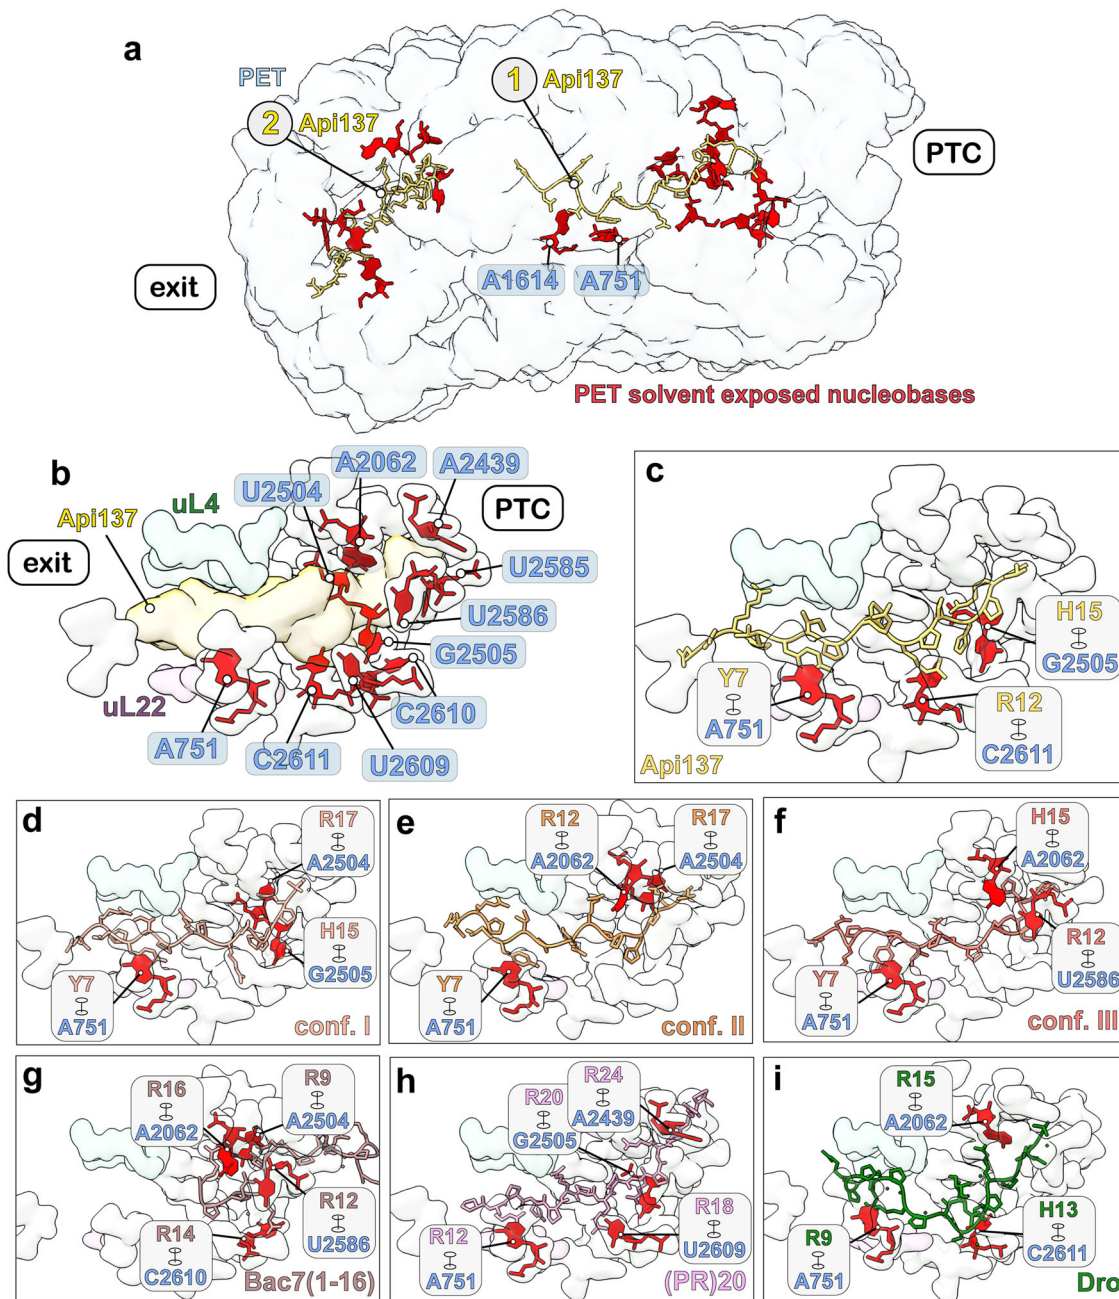 a
PET
1 Api137
2 Api137
PTC
exit
A1614 A751
PET solvent exposed nucleobases
b
A2062 A2439
U2504
uL4
PTC
Api137
exit
U2585
U2586
G2505
uL22
C2610
A751
C2611
U2609
c
H15
G2505
Y7
A751
R12
C2611
Api137
d
R17
A2504
H15
G2505
Y7
A751
conf. I
e
R12
A2062
R17
A2504
Y7
A751
conf. II
f
H15
A2062
R12
U2586
Y7
A751
conf. III
g
R16
A2062
R9
A2504
R12
U2586
R14
C2610
Bac7(1-16)
h
R24
A2439
R20
G2505
R12
A751
R18
U2609
(PR)20
i
R15
A2062
R9
A751
H13
C2611
Dro